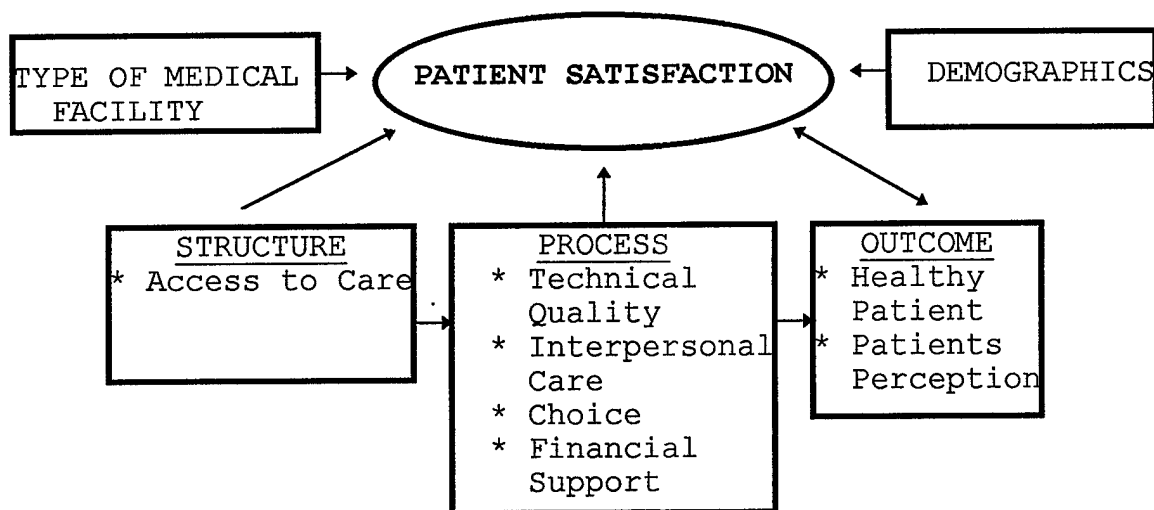 TYPE OF MEDICAL
FACILITY
PATIENT SATISFACTION
DEMOGRAPHICS
STRUCTURE
* Access to Care
PROCESS
* Technical
Quality
* Interpersonal
Care
* Choice
* Financial
Support
OUTCOME
* Healthy
Patient
* Patients
Perception